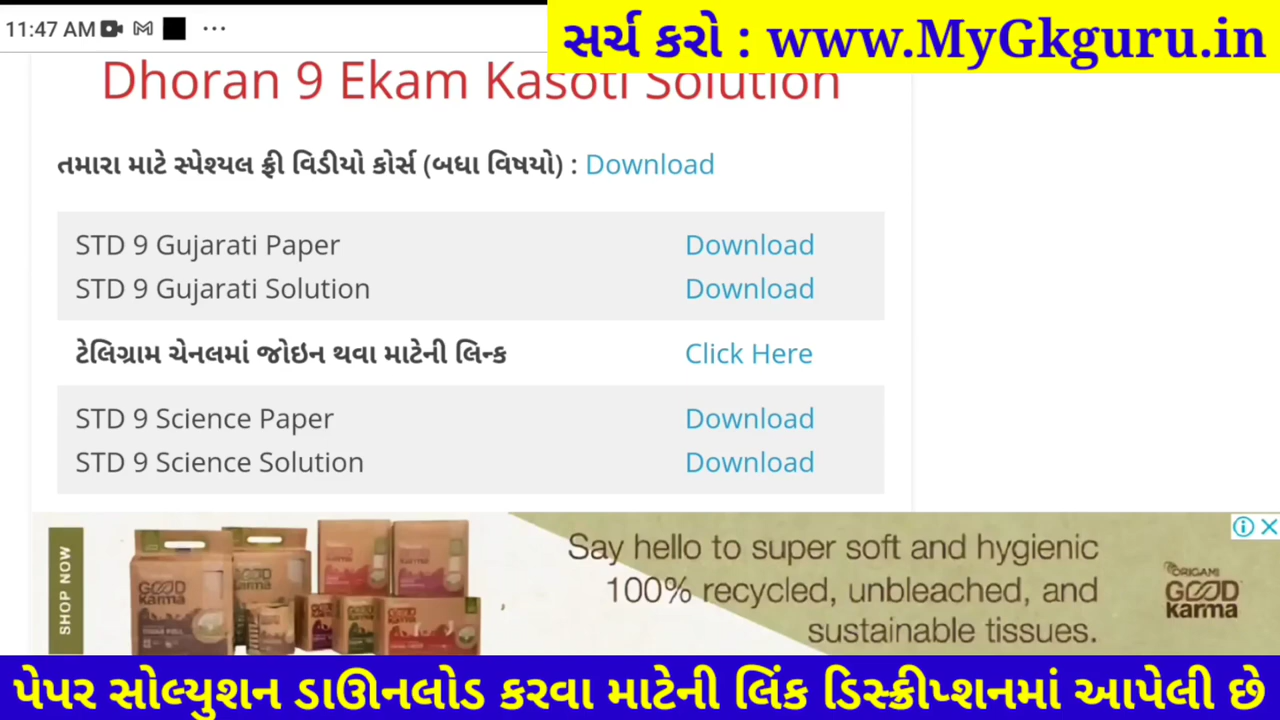 11:47 AM
સર્ચ કરો : www.MyGkguru.in
Dhoran 9 Ekam Kasoti Solution
તમારા માટે સ્પેશ્યલ ફ્રી વિડીયો કોર્સ (બધા વિષયો) : Download
STD 9 Gujarati Paper Download
STD 9 Gujarati Solution Download
ટેલિગ્રામ ચેનલમાં જોઇન થવા માટેની લિન્ક Click Here
STD 9 Science Paper Download
STD 9 Science Solution Download
SHOP NOW
GOOD karma
Say hello to super soft and hygienic
100% recycled, unbleached, and
sustainable tissues.
ORIGAMI
GOOD
karma
પેપર સોલ્યુશન ડાઊનલોડ કરવા માટેની લિંક ડિસ્ક્રીપ્શનમાં આપેલી છે